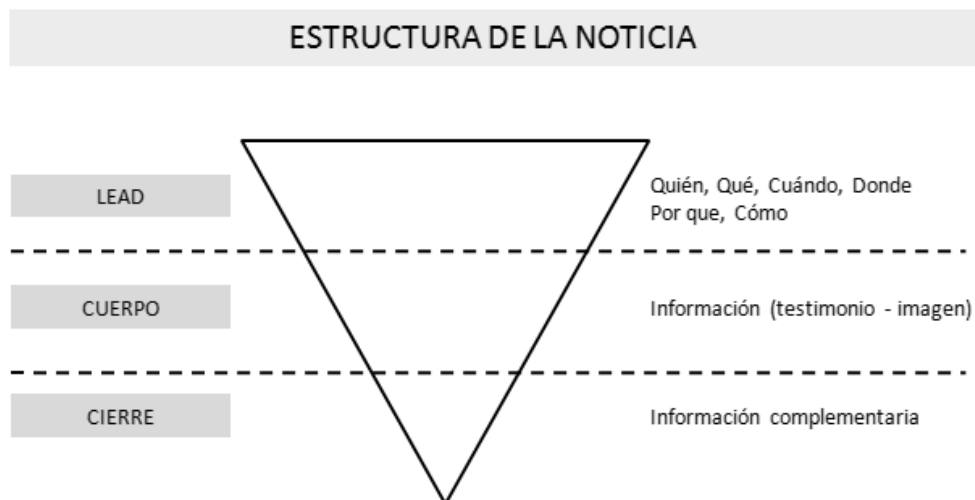 ESTRUCTURA DE LA NOTICIA
LEAD
Quién, Qué, Cuándo, Donde
Por que, Cómo
CUERPO
Información (testimonio - imagen)
CIERRE
Información complementaria